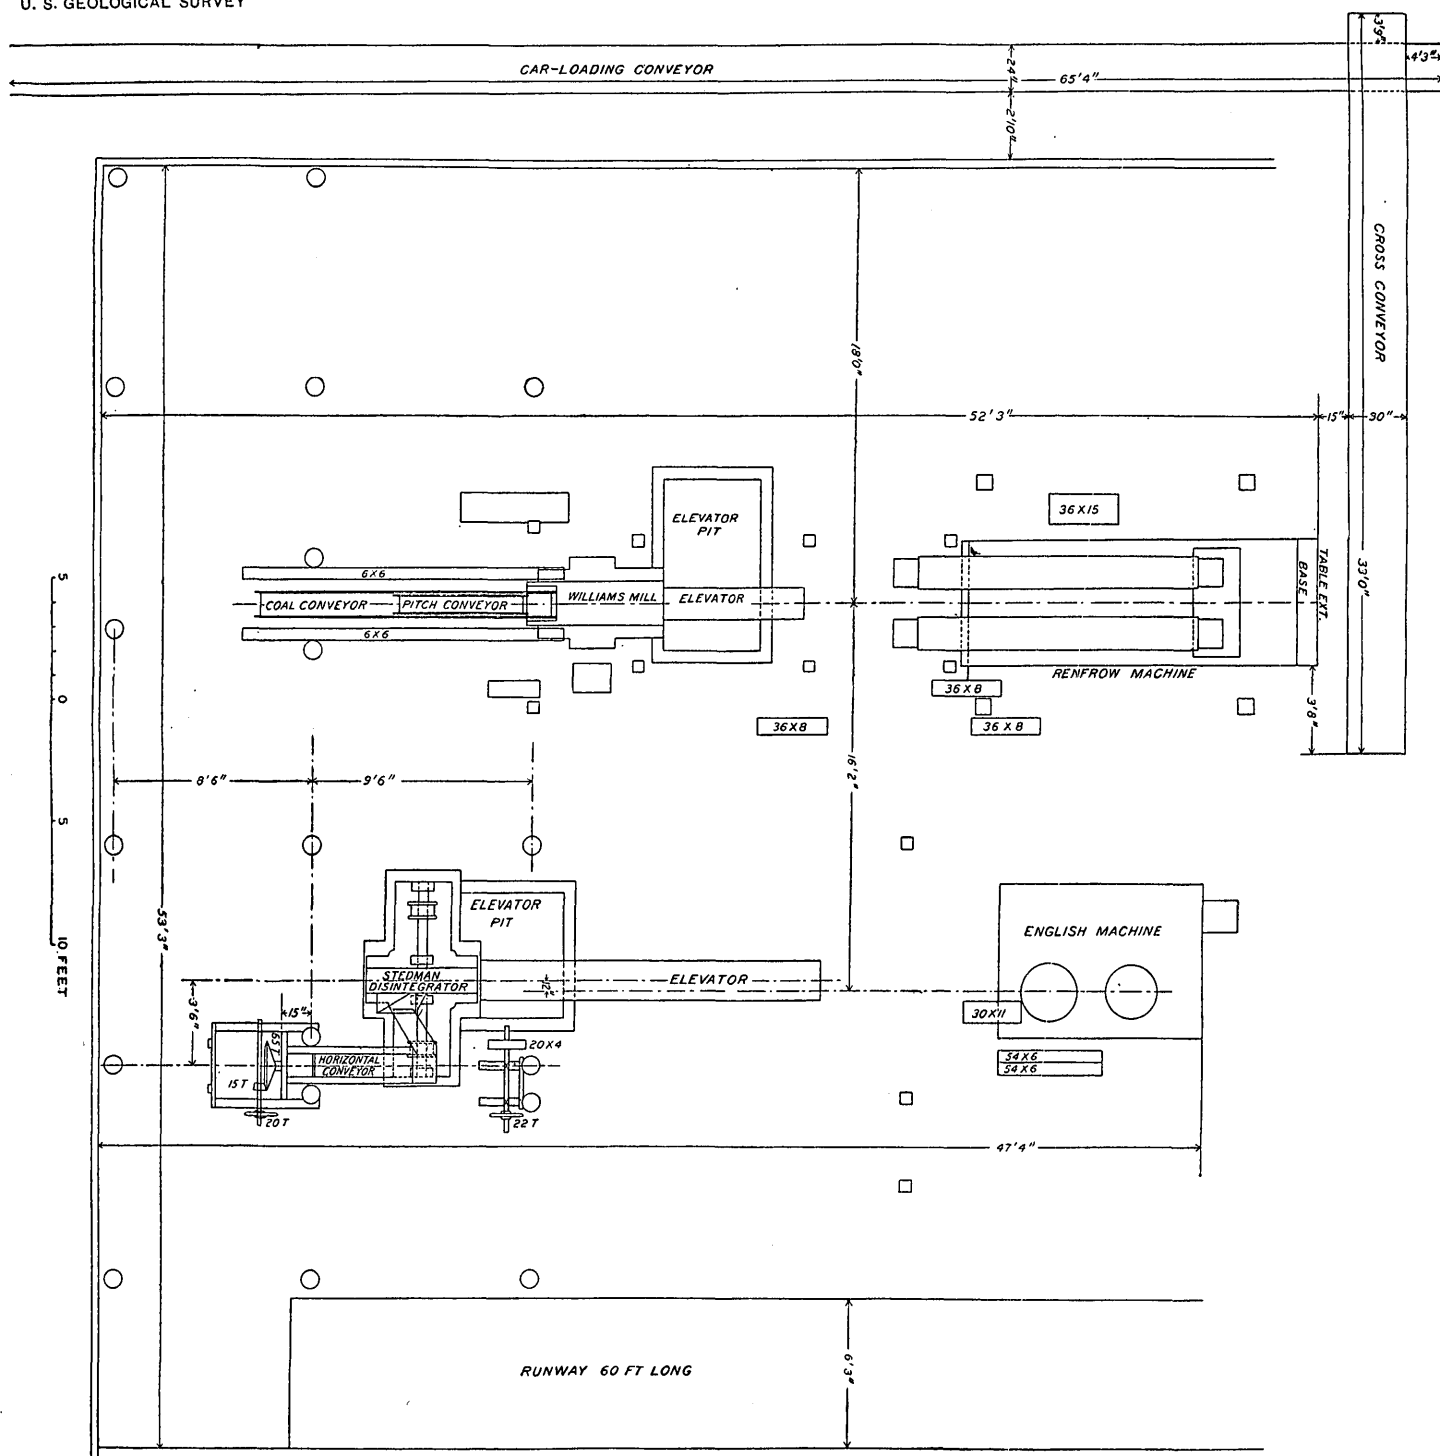 U. S. GEOLOGICAL SURVEY
3'9"
4'3"
CAR-LOADING CONVEYOR
24"
65'4"
2'10"
CROSS CONVEYOR
18'0"
52'3"
15"
30"
36X15
ELEVATOR
PIT
33'0"
TABLE EXT.
BASE
6X6
COAL CONVEYOR
PITCH CONVEYOR
WILLIAMS MILL
ELEVATOR
6X6
RENFROW MACHINE
36X8
36X8
36X8
3'8"
5
0
5
10 FEET
8'6"
9'6"
16'2"
53'3"
ELEVATOR
PIT
ENGLISH MACHINE
STEDMAN
DISINTEGRATOR
12"
ELEVATOR
3'6"
15"
30X11
65T
20X4
HORIZONTAL
CONVEYOR
54X6
54X6
15T
20T
22T
47'4"
RUNWAY 60 FT LONG
6'3"